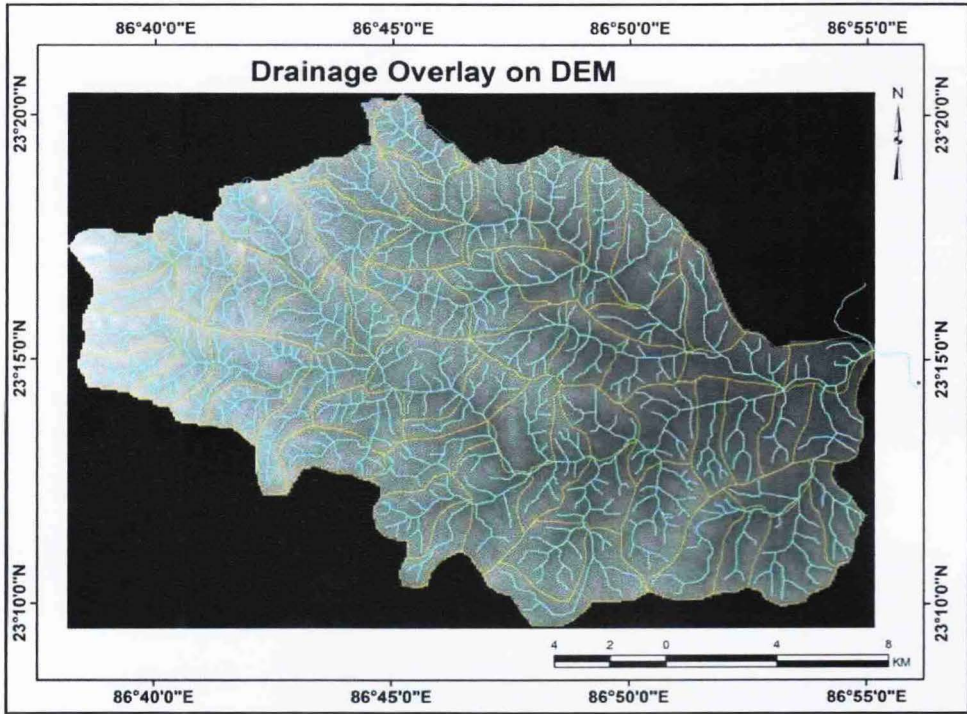 86°40'0"E 86°45'0"E 86°50'0"E 86°55'0"E
Drainage Overlay on DEM
N
23°20'0"N 23°20'0"N
23°15'0"N 23°15'0"N
23°10'0"N 23°10'0"N
4 2 0 4 8
KM
86°40'0"E 86°45'0"E 86°50'0"E 86°55'0"E